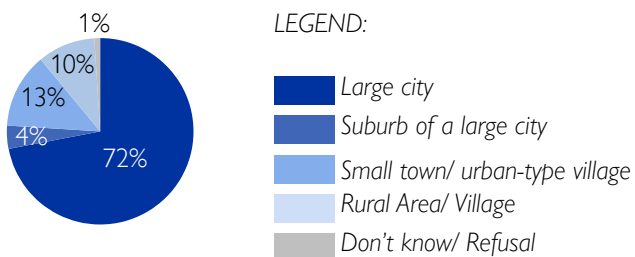 1%
10%
13%
4%
72%
LEGEND:
Large city
Suburb of a large city
Small town/ urban-type village
Rural Area/ Village
Don't know/ Refusal